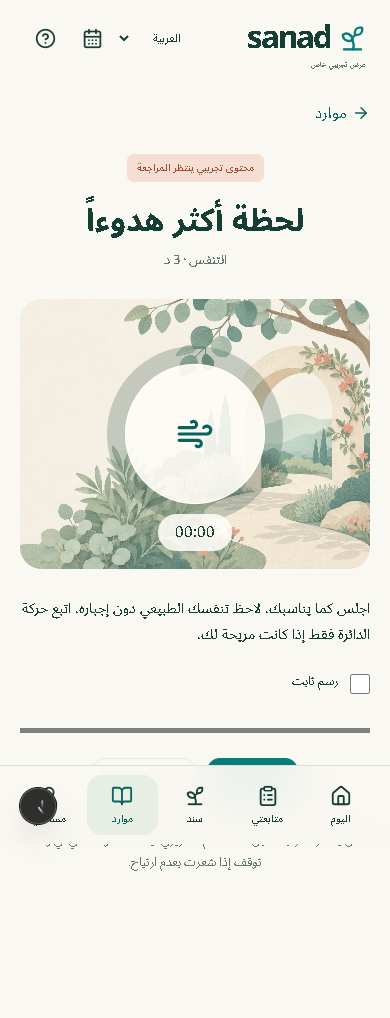 sanad
عرض تجريبي خاص
العربية
موارد
محتوى تجريبي ينتظر المراجعة
لحظة أكثر هدوءاً
التنفس · 3 د
00:00
اجلس كما يناسبك. لاحظ تنفسك الطبيعي دون إجباره. اتبع حركة
الدائرة فقط إذا كانت مريحة لك.
رسم ثابت
اليوم
متابعتي
سند
موارد
توقف إذا شعرت بعدم ارتياح.